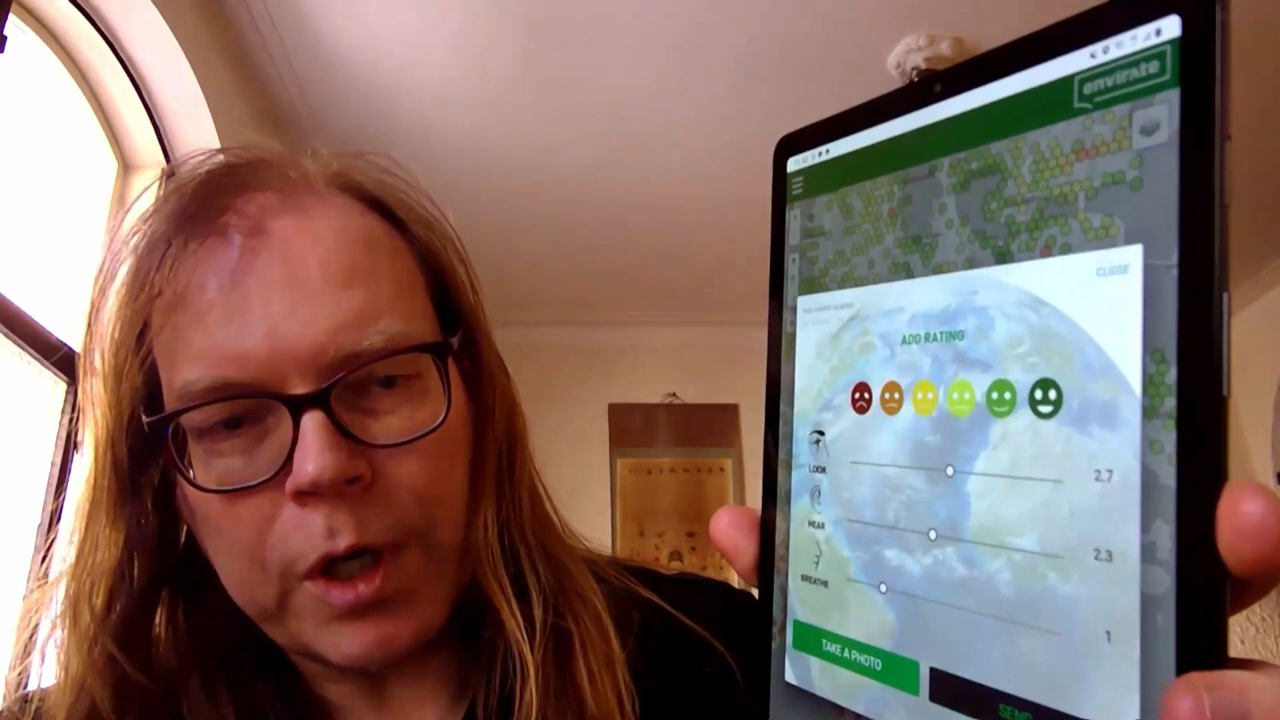 envirate
CLOSE
ADD RATING
LOOK
2.7
HEAR
2.3
BREATHE
1
TAKE A PHOTO
SEND